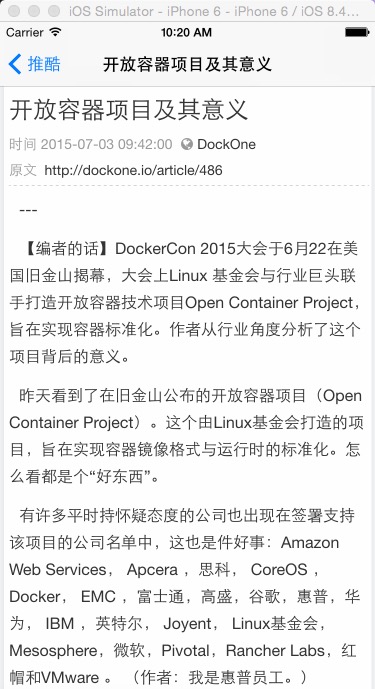 iOS Simulator - iPhone 6 - iPhone 6 / iOS 8.4...
Carrier 10:20 AM
推酷 开放容器项目及其意义
开放容器项目及其意义
时间 2015-07-03 09:42:00 DockOne
原文 http://dockone.io/article/486
---
【编者的话】DockerCon 2015大会于6月22在美
国旧金山揭幕，大会上Linux 基金会与行业巨头联
手打造开放容器技术项目Open Container Project，
旨在实现容器标准化。作者从行业角度分析了这个
项目背后的意义。
昨天看到了在旧金山公布的开放容器项目（Open
Container Project）。这个由Linux基金会打造的项
目，旨在实现容器镜像格式与运行时的标准化。怎
么看都是个“好东西”。
有许多平时持怀疑态度的公司也出现在签署支持
该项目的公司名单中，这也是件好事：Amazon
Web Services， Apcera ，思科， CoreOS ，
Docker， EMC ，富士通，高盛，谷歌，惠普，华
为， IBM ，英特尔， Joyent， Linux基金会，
Mesosphere，微软，Pivotal，Rancher Labs，红
帽和VMware 。 （作者：我是惠普员工。）